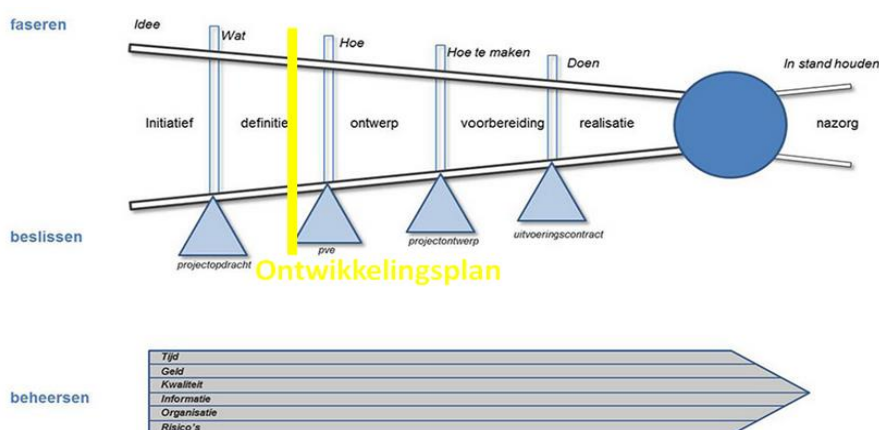 faseren
Idee
Wat
Hoe
Hoe te maken
Doen
In stand houden
Initiatief
definitie
ontwerp
voorbereiding
realisatie
nazorg
beslissen
projectopdracht
pve
projectontwerp
uitvoeringscontract
Ontwikkelingsplan
beheersen
Tijd
Geld
Kwaliteit
Informatie
Organisatie
Risico's